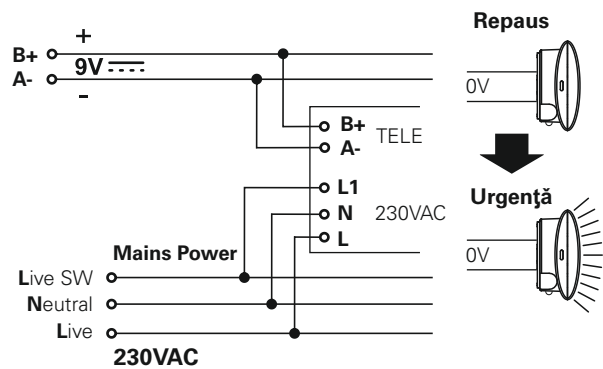 Repaus
+
B+
9V
A-
-
0V
B+
TELE
A-
L1
N
230VAC
L
Urgenţă
0V
Mains Power
Live SW
Neutral
Live
230VAC